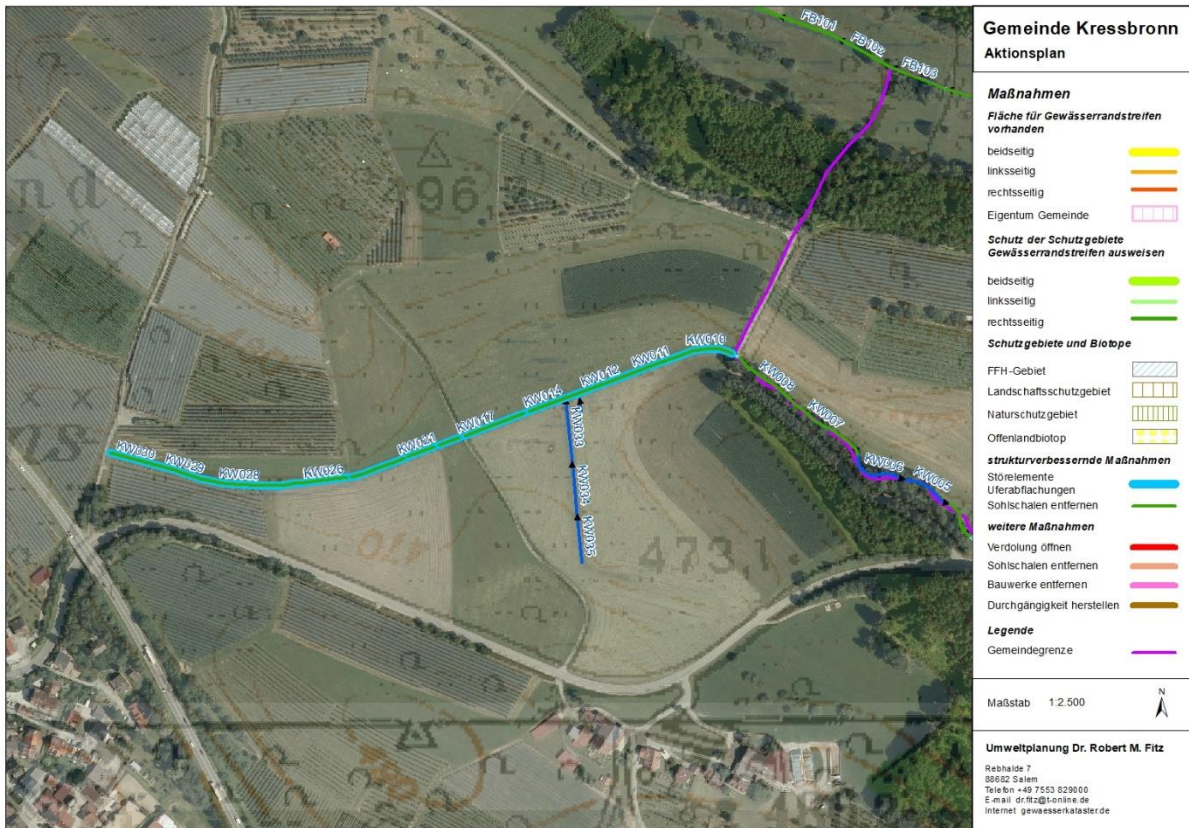 Gemeinde Kressbronn
Aktionsplan
Maßnahmen
Fläche für Gewässerrandstreifen
vorhanden
beidseitig
linksseitig
rechtsseitig
Eigentum Gemeinde
Schutz der Schutzgebiete
Gewässerrandstreifen ausweisen
beidseitig
linksseitig
rechtsseitig
Schutzgebiete und Biotope
FFH-Gebiet
Landschaftsschutzgebiet
Naturschutzgebiet
Offenlandbiotop
strukturverbessernde Maßnahmen
Störelemente
Uferabflachungen
Sohlschalen entfernen
weitere Maßnahmen
Verdolung öffnen
Sohlschalen entfernen
Bauwerke entfernen
Durchgängigkeit herstellen
Legende
Gemeindegrenze
Maßstab 1:2.500
N
Umweltplanung Dr. Robert M. Fitz
Rebhalde 7
88682 Salem
Telefon +49 7553 829000
E-mail dr.fitz@t-online.de
Internet gewaesserkataster.de
FB101
FB102
FB103
nd
96,
KW010
KW011
KW012
KW014
KW017
KW021
KW026
KW028
KW029
KW030
KW033
KW034
KW035
KW008
KW007
KW006
KW005
470
473,1